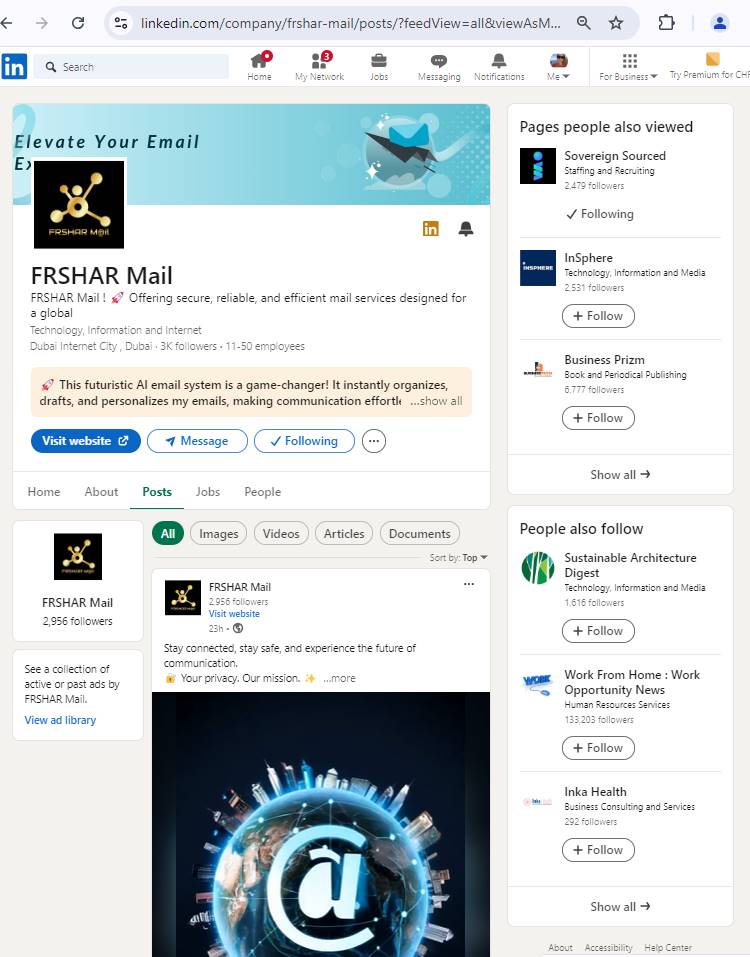 linkedin.com/company/frshar-mail/posts/?feedView=all&viewAsM...
in
Search
Home
3
My Network
Jobs
Messaging
Notifications
Me
For Business
Try Premium for
Elevate Your Email
Ex
FRSHAR M@il
in
FRSHAR Mail
FRSHAR Mail ! 🚀 Offering secure, reliable, and efficient mail services designed for
a global
Technology, Information and Internet
Dubai Internet City , Dubai · 3K followers · 11-50 employees
🚀 This futuristic AI email system is a game-changer! It instantly organizes,
drafts, and personalizes my emails, making communication ...show all
Visit website
Message
Following
Home
About
Posts
Jobs
People
FRSHAR Mail
2,956 followers
See a collection of
active or past ads by
FRSHAR Mail.
View ad library
All
Images
Videos
Articles
Documents
Sort by: Top
FRSHAR Mail
2,956 followers
Visit website
23h •
Stay connected, stay safe, and experience the future of
communication.
🔐 Your privacy. Our mission. ✨ ...more
@
Pages people also viewed
Sovereign Sourced
Staffing and Recruiting
2,479 followers
Following
INSPHERE
InSphere
Technology, Information and Media
2,531 followers
+ Follow
Business Prizm
Book and Periodical Publishing
6,777 followers
+ Follow
Show all →
People also follow
Sustainable Architecture
Digest
Technology, Information and Media
1,616 followers
+ Follow
WORK
Work From Home : Work
Opportunity News
Human Resources Services
133,203 followers
+ Follow
Inka Health
Business Consulting and Services
292 followers
+ Follow
Show all →
About
Accessibility
Help Center